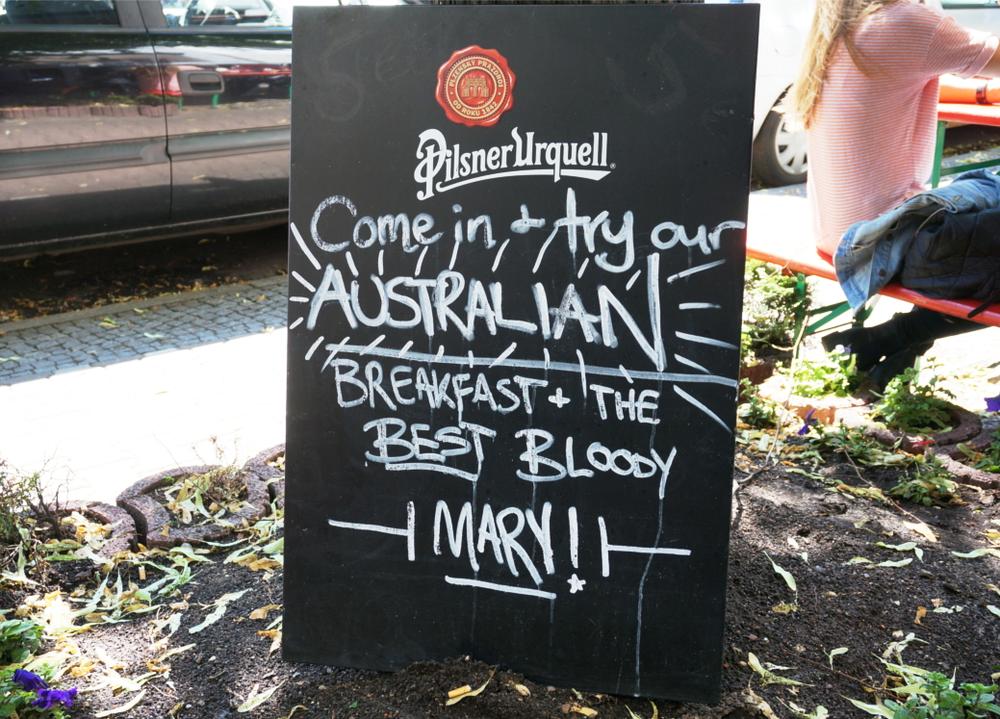 PLZEŇSKÝ PRAZDROJ
OD ROKU 1842
Pilsner Urquell
Come in + try our
AUSTRALIAN
BREAKFAST + THE
BEST BLOODY
MARY!